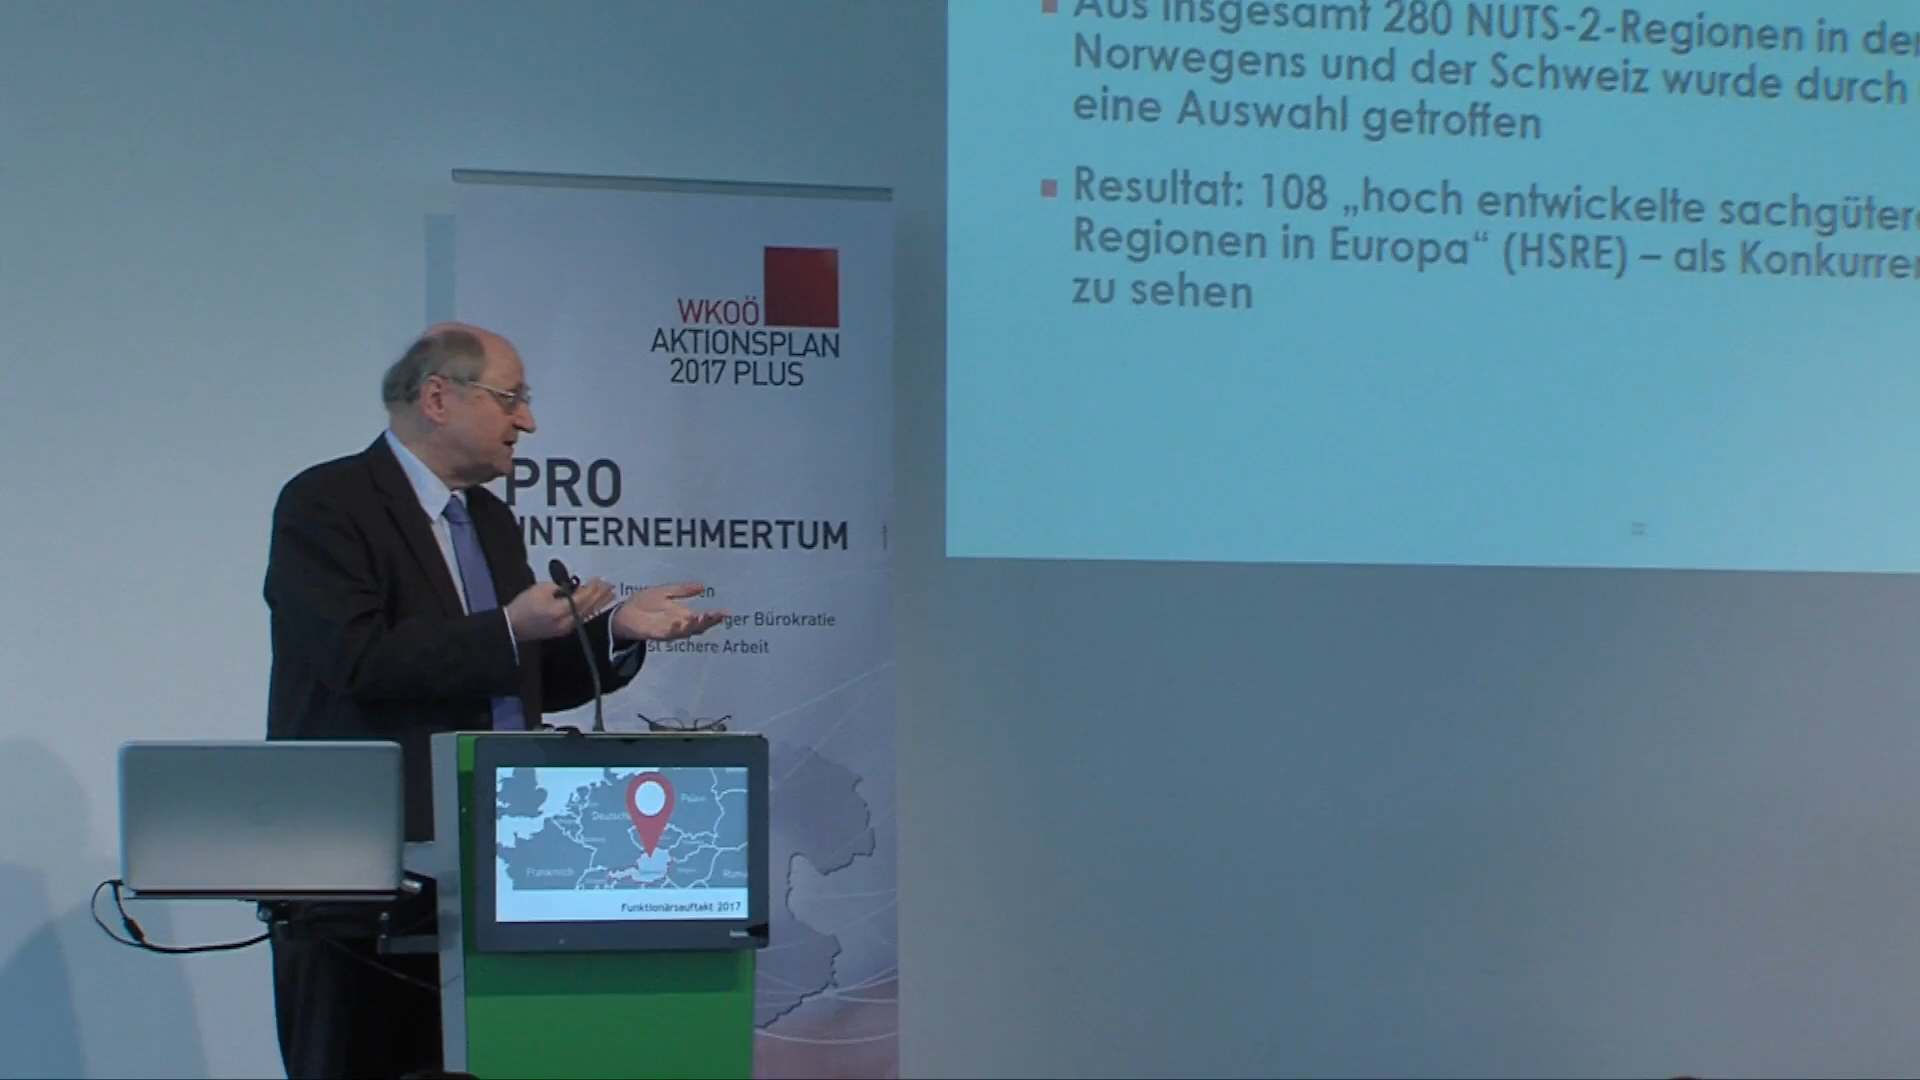 Aus insgesamt 280 NUTS-2-Regionen in der
Norwegens und der Schweiz wurde durch
eine Auswahl getroffen
Resultat: 108 „hoch entwickelte sachgüter
Regionen in Europa“ (HSRE) – als Konkurre
zu sehen
WKOÖ
AKTIONSPLAN
2017 PLUS
PRO
UNTERNEHMERTUM
Bürokratie
sichere Arbeit
Deutsch
Polen
Frankreich
Funktionärsauftakt 2017